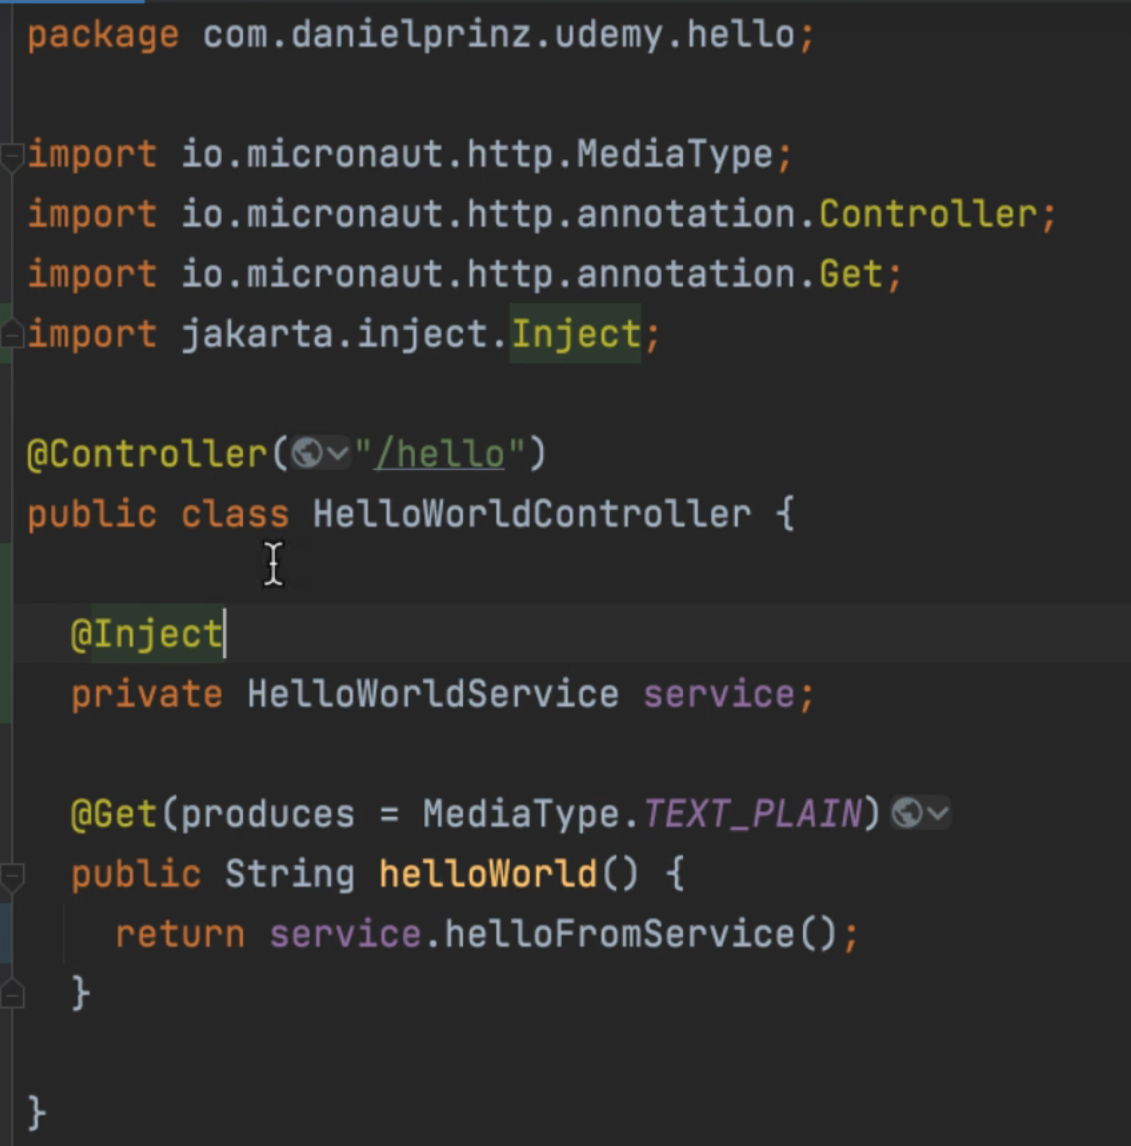 package com.danielprinz.udemy.hello;
import io.micronaut.http.MediaType;
import io.micronaut.http.annotation.Controller;
import io.micronaut.http.annotation.Get;
import jakarta.inject.Inject;
@Controller("/hello")
public class HelloWorldController {
@Inject
private HelloWorldService service;
@Get(produces = MediaType.TEXT_PLAIN)
public String helloWorld() {
return service.helloFromService();
}
}